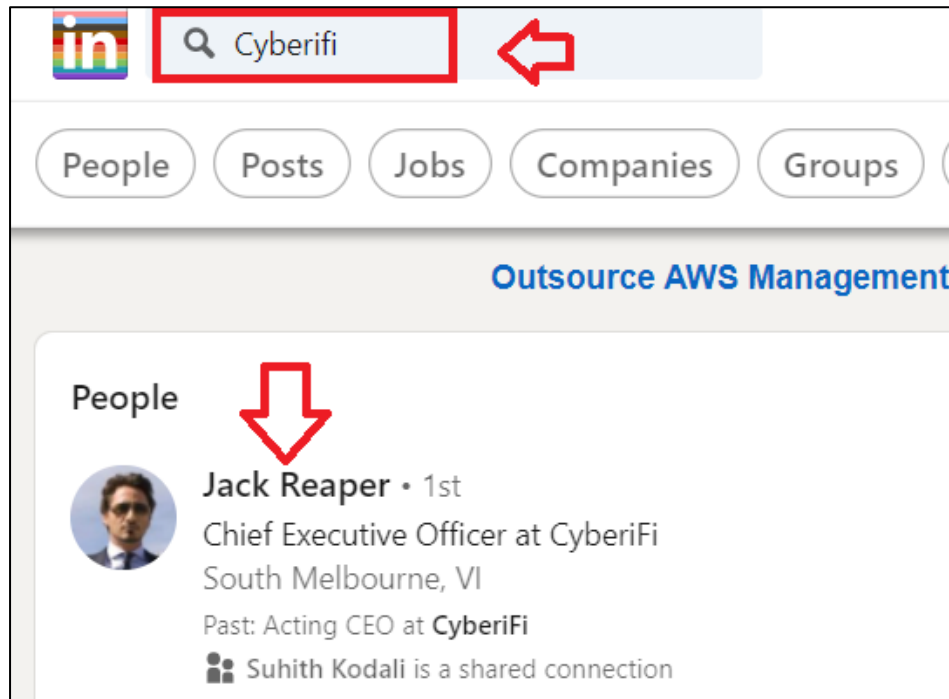 in Cyberifi
People Posts Jobs Companies Groups
Outsource AWS Management
People
Jack Reaper • 1st
Chief Executive Officer at CyberiFi
South Melbourne, VI
Past: Acting CEO at CyberiFi
Suhith Kodali is a shared connection